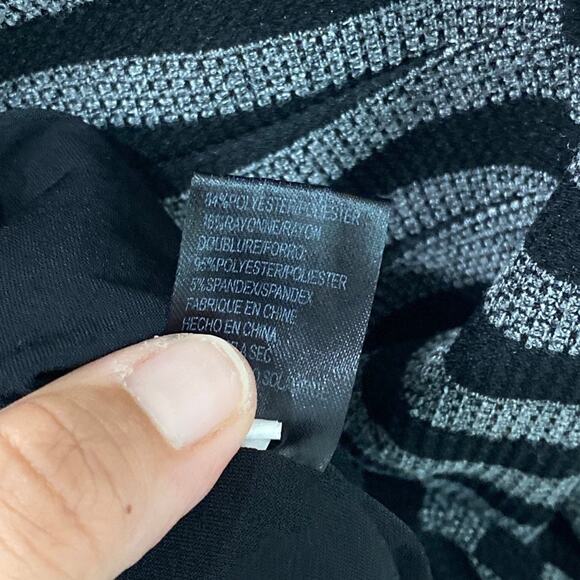 84%POLYESTER/POLIESTER
16%RAYONNE/RAYON
DOUBLURE/FORRO:
95%POLYESTER/POLIESTER
5%SPANDEX/SPANDEX
FABRIQUE EN CHINE
HECHO EN CHINA
A SEC